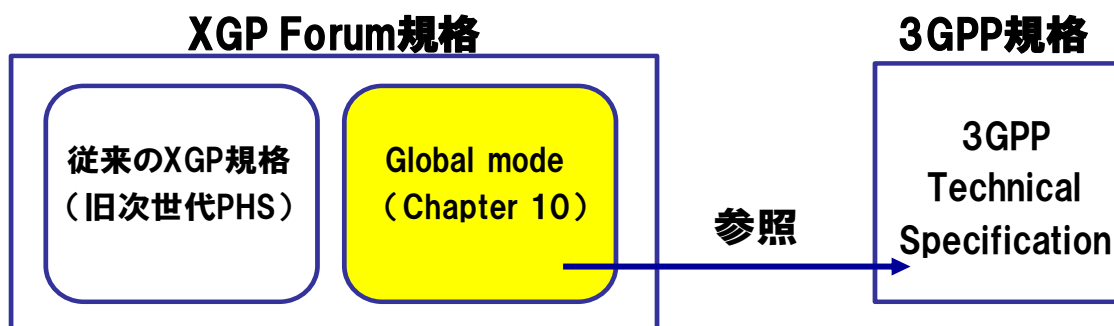 XGP Forum規格
3GPP規格
従来のXGP規格
（旧次世代PHS）
Global mode
（Chapter 10）
参照
3GPP
Technical
Specification